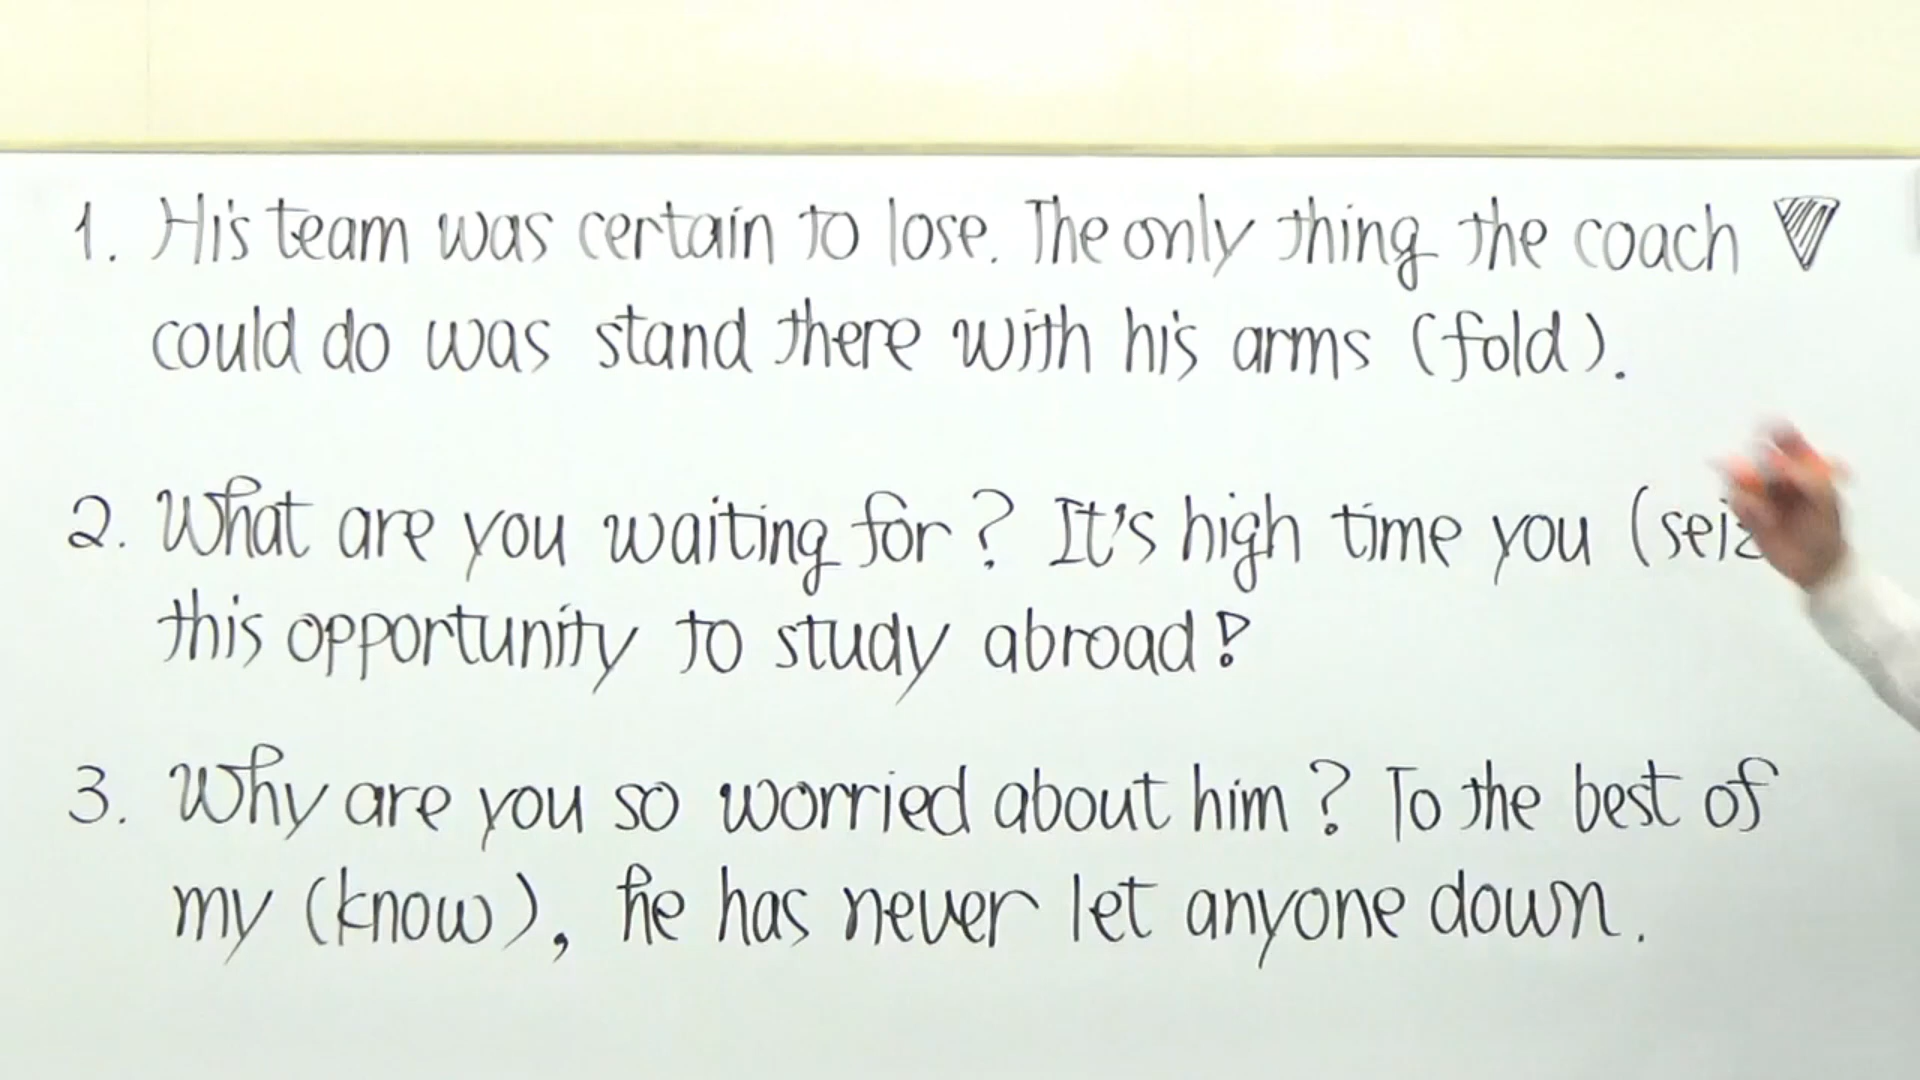 1. His team was certain to lose. The only thing the coach
could do was stand there with his arms (fold).
2. What are you waiting for? It's high time you
this opportunity to study abroad!
3. Why are you so worried about him? To the best of
my (know), he has never let anyone down.